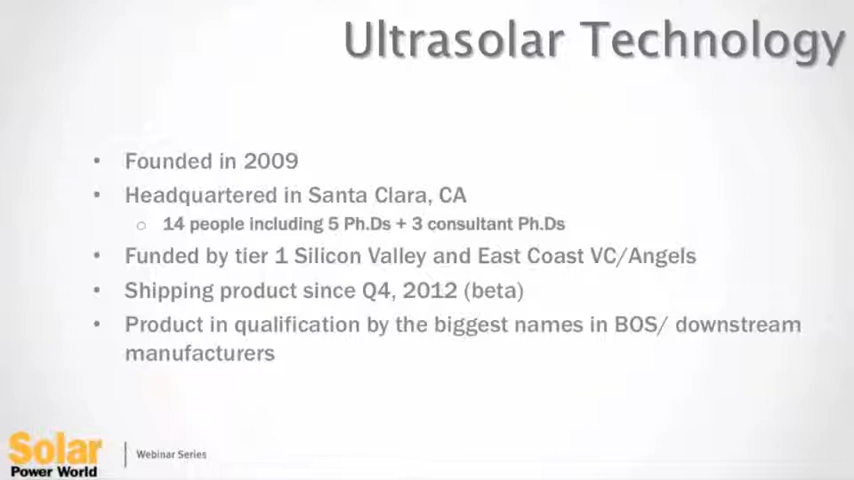 Ultrasolar Technology
• Founded in 2009
• Headquartered in Santa Clara, CA
○ 14 people including 5 Ph.Ds + 3 consultant Ph.Ds
• Funded by tier 1 Silicon Valley and East Coast VC/Angels
• Shipping product since Q4, 2012 (beta)
• Product in qualification by the biggest names in BOS/ downstream
manufacturers
Solar
Power World
Webinar Series